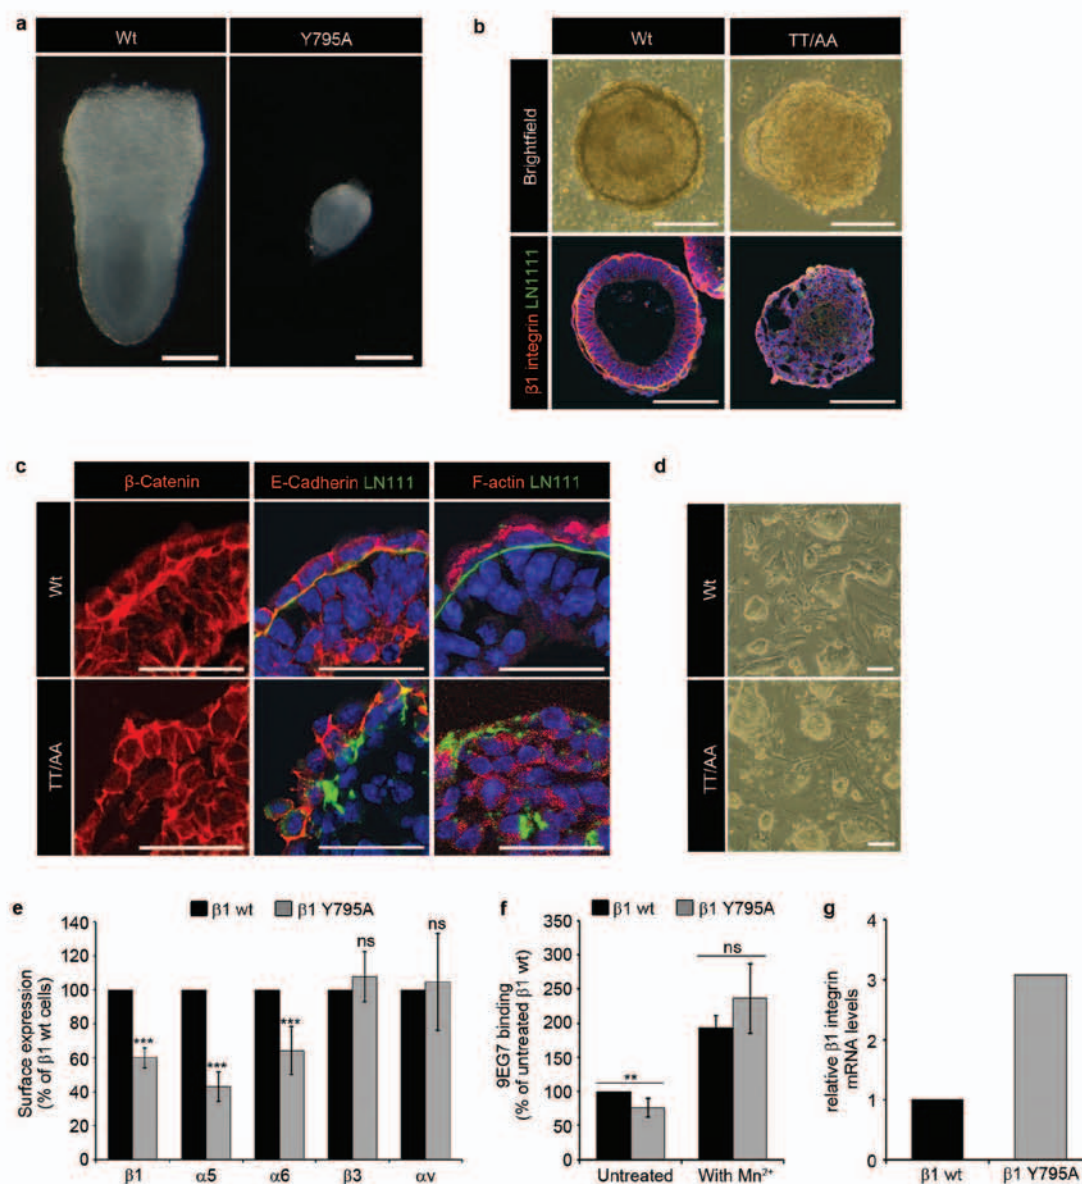 a
Wt Y795A
b
Wt TT/AA
Brightfield
β1 integrin LN1111
c
β-Catenin E-Cadherin LN111 F-actin LN111
Wt
TT/AA
d
Wt
TT/AA
e
β1 wt β1 Y795A
Surface expression
(% of β1 wt cells)
140
120
100
80
60
40
20
0
*** *** *** ns ns
β1 α5 α6 β3 αv
f
β1 wt β1 Y795A
9EG7 binding
(% of untreated β1 wt)
350
300
250
200
150
100
50
0
** ns
Untreated With Mn²⁺
g
relative β1 integrin
mRNA levels
4
3
2
1
0
β1 wt β1 Y795A